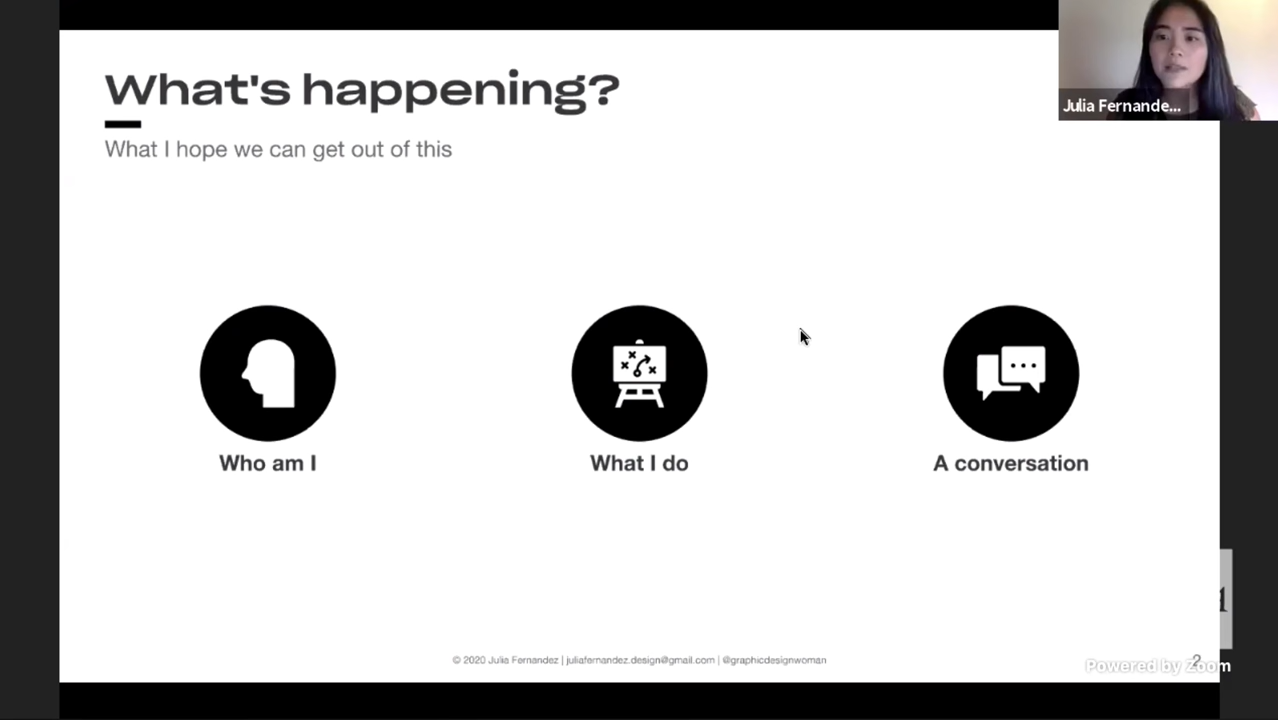 What's happening?
What I hope we can get out of this
Julia Fernande...
Who am I
What I do
A conversation
© 2020 Julia Fernandez | juliafernandez.design@gmail.com | @graphicdesignwoman
2
Powered by Zoom